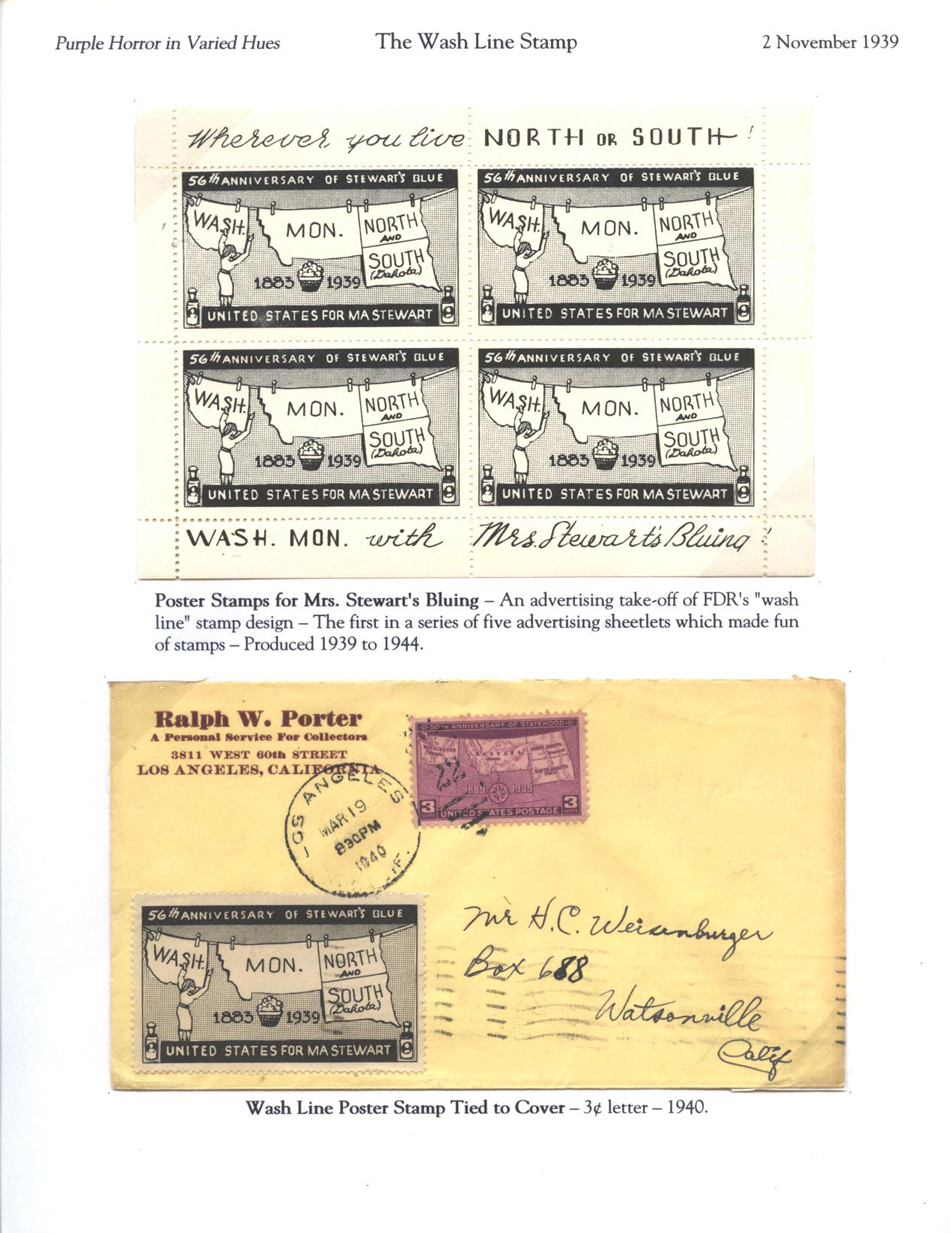 Purple Horror in Varied Hues The Wash Line Stamp 2 November 1939
Wherever you live NORTH OR SOUTH!
56th ANNIVERSARY OF STEWART'S BLUE
WASH.
MON.
NORTH
AND
SOUTH
(Dakota)
1883 1939
UNITED STATES FOR MA STEWART
56th ANNIVERSARY OF STEWART'S BLUE
WASH.
MON.
NORTH
AND
SOUTH
(Dakota)
1883 1939
UNITED STATES FOR MA STEWART
56th ANNIVERSARY OF STEWART'S BLUE
WASH.
MON.
NORTH
AND
SOUTH
(Dakota)
1883 1939
UNITED STATES FOR MA STEWART
56th ANNIVERSARY OF STEWART'S BLUE
WASH.
MON.
NORTH
AND
SOUTH
(Dakota)
1883 1939
UNITED STATES FOR MA STEWART
WASH. MON. with Mrs. Stewart's Bluing!
Poster Stamps for Mrs. Stewart's Bluing – An advertising take-off of FDR's "wash
line" stamp design – The first in a series of five advertising sheetlets which made fun
of stamps – Produced 1939 to 1944.
Ralph W. Porter
A Personal Service For Collectors
3811 WEST 60th STREET
LOS ANGELES, CALIFORNIA
50TH ANNIVERSARY OF STATEHOOD
WASHINGTON
MONTANA
NORTH DAKOTA
SOUTH DAKOTA
1889 1939
3 UNITED STATES POSTAGE 3
LOS ANGELES
MAR 19
830 PM
1940
56th ANNIVERSARY OF STEWART'S BLUE
WASH.
MON.
NORTH
AND
SOUTH
(Dakota)
1883 1939
UNITED STATES FOR MA STEWART
Mr H.C. Weisenburger
Box 688
Watsonville
Calif
Wash Line Poster Stamp Tied to Cover – 3¢ letter – 1940.